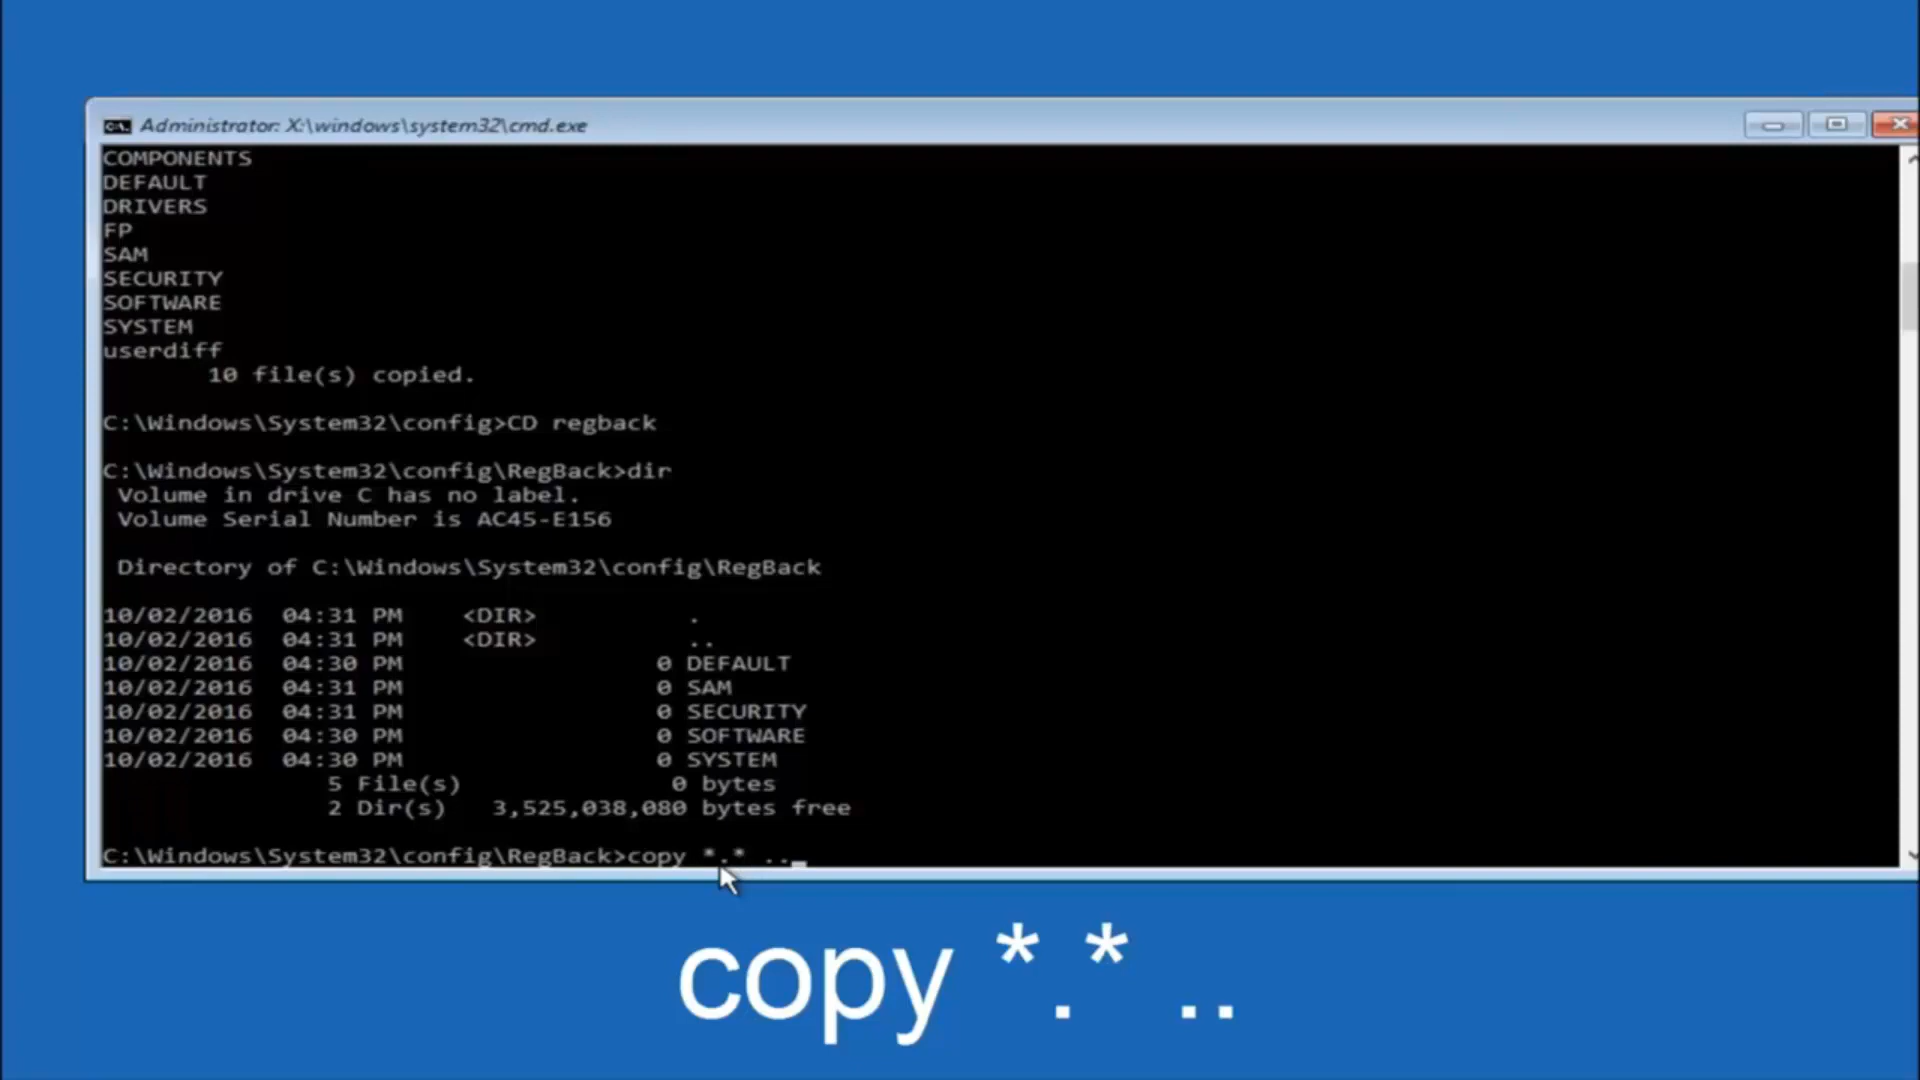 Administrator: X:\windows\system32\cmd.exe
COMPONENTS
DEFAULT
DRIVERS
FP
SAM
SECURITY
SOFTWARE
SYSTEM
userdiff
10 file(s) copied.
C:\Windows\System32\config>CD regback
C:\Windows\System32\config\RegBack>dir
Volume in drive C has no label.
Volume Serial Number is AC45-E156
Directory of C:\Windows\System32\config\RegBack
10/02/2016 04:31 PM <DIR> .
10/02/2016 04:31 PM <DIR> ..
10/02/2016 04:30 PM 0 DEFAULT
10/02/2016 04:31 PM 0 SAM
10/02/2016 04:31 PM 0 SECURITY
10/02/2016 04:30 PM 0 SOFTWARE
10/02/2016 04:30 PM 0 SYSTEM
5 File(s) 0 bytes
2 Dir(s) 3,525,038,080 bytes free
C:\Windows\System32\config\RegBack>copy *.* .._
copy *.* ..